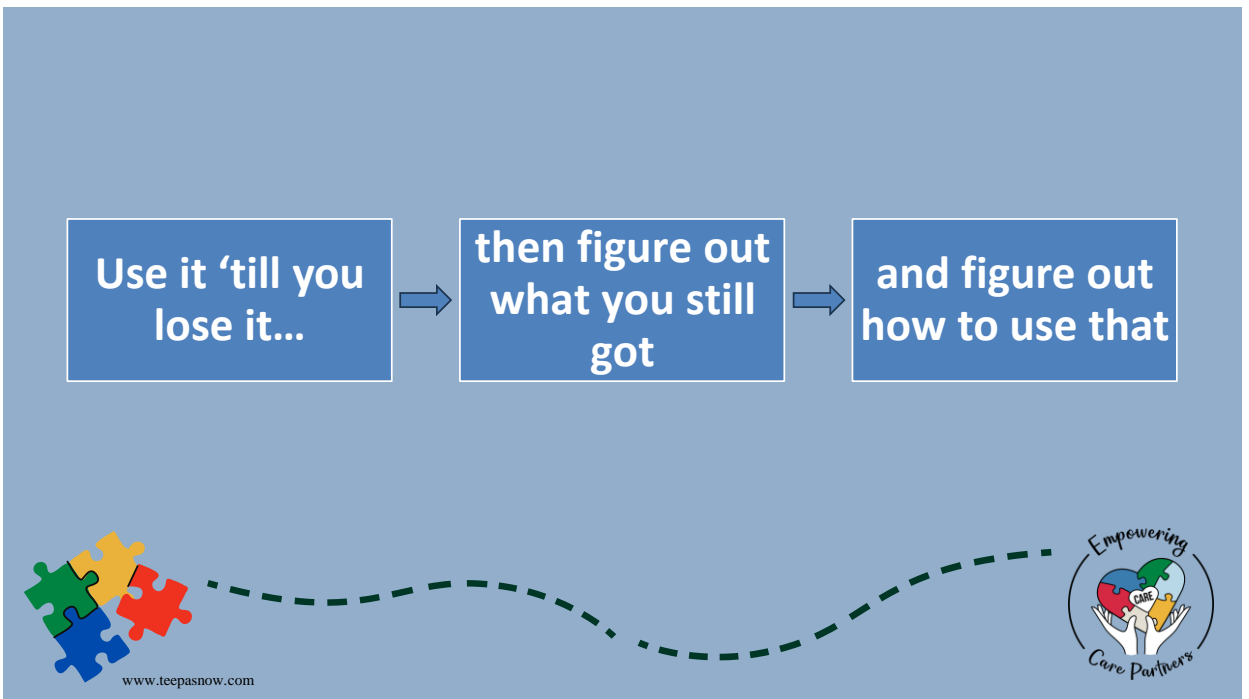 Use it ‘till you
lose it…
then figure out
what you still
got
and figure out
how to use that
www.teepasnow.com
Empowering
CARE
Care Partners